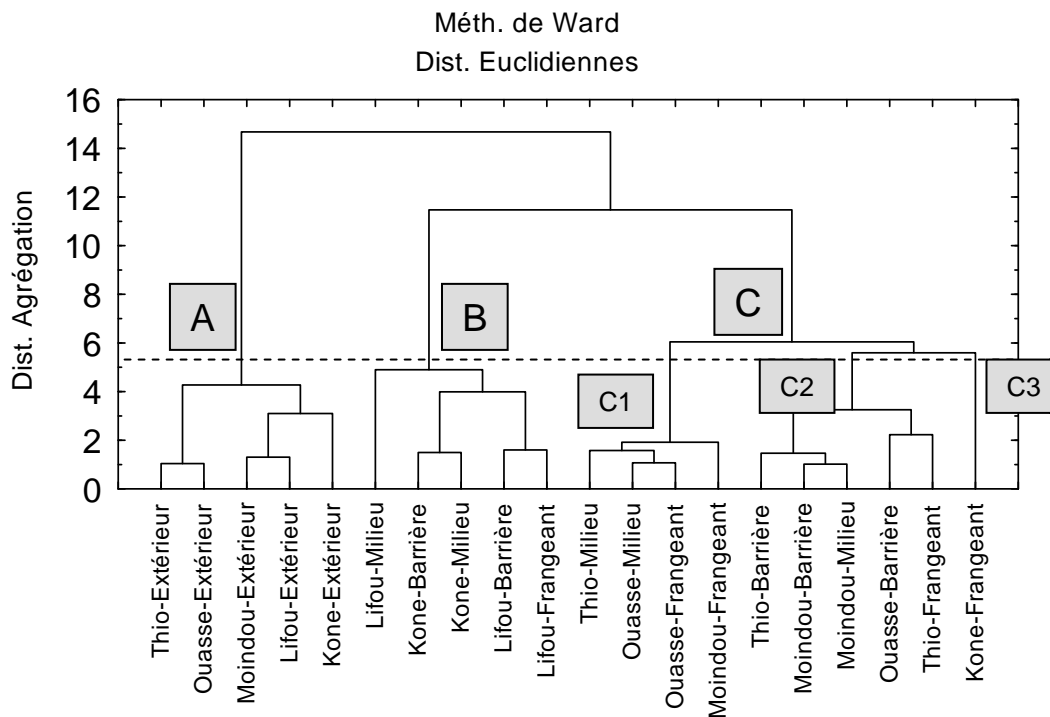 Méth. de Ward
Dist. Euclidiennes
Dist. Agrégation
16
14
12
10
8
6
4
2
0
A
B
C
C1
C2
C3
Thio-Extérieur
Ouasse-Extérieur
Moindou-Extérieur
Lifou-Extérieur
Kone-Extérieur
Lifou-Milieu
Kone-Barrière
Kone-Milieu
Lifou-Barrière
Lifou-Frangeant
Thio-Milieu
Ouasse-Milieu
Ouasse-Frangeant
Moindou-Frangeant
Thio-Barrière
Moindou-Barrière
Moindou-Milieu
Ouasse-Barrière
Thio-Frangeant
Kone-Frangeant